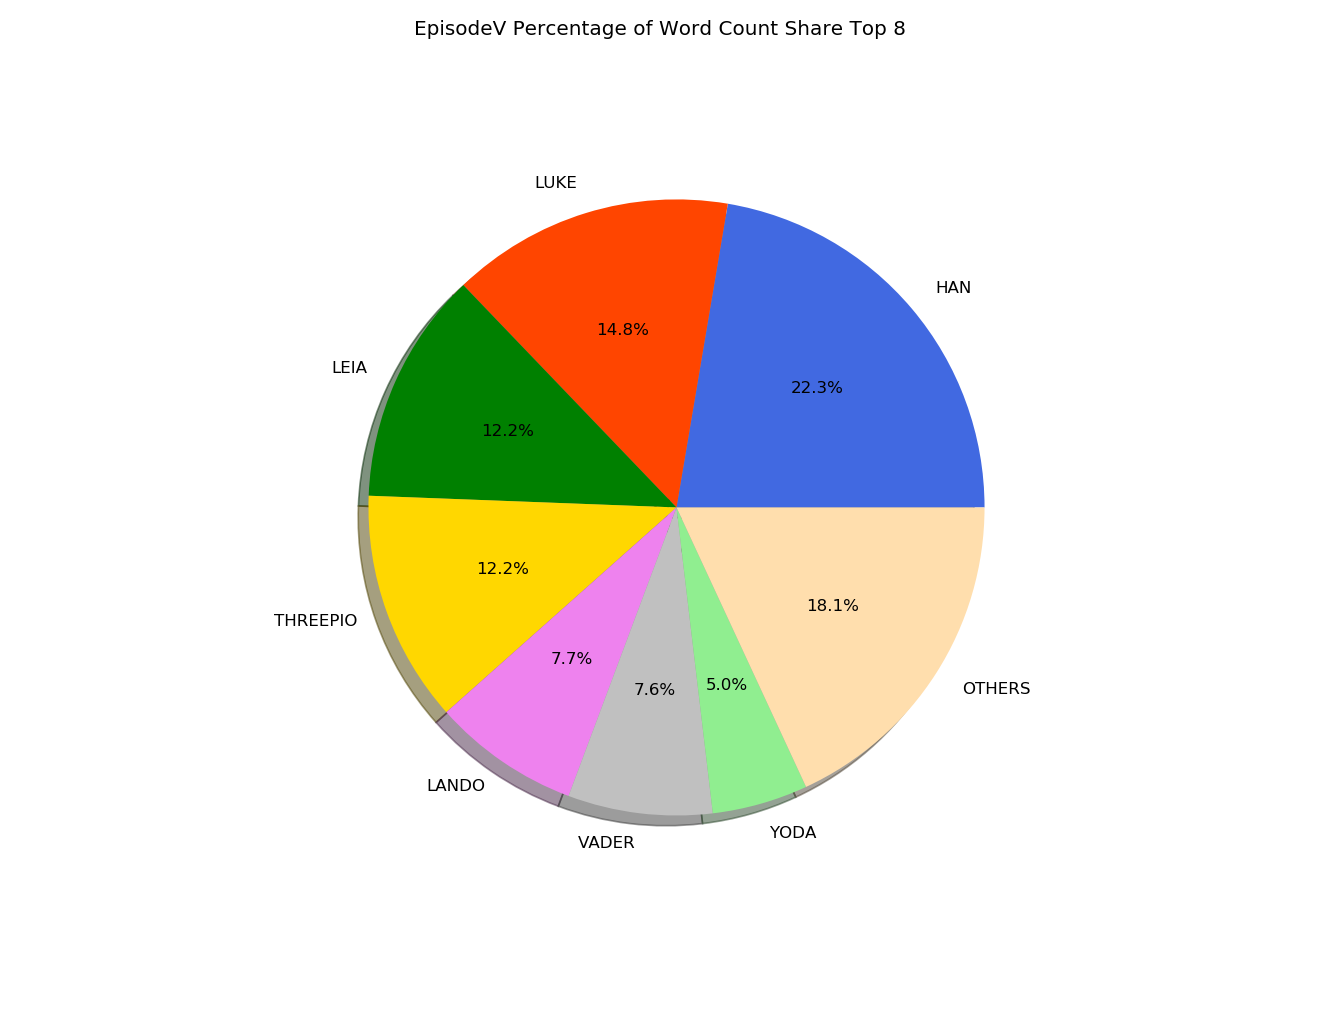 EpisodeV Percentage of Word Count Share Top 8
LUKE
HAN
14.8%
LEIA
22.3%
12.2%
12.2%
18.1%
THREEPIO
7.7%
7.6%
5.0%
OTHERS
LANDO
YODA
VADER